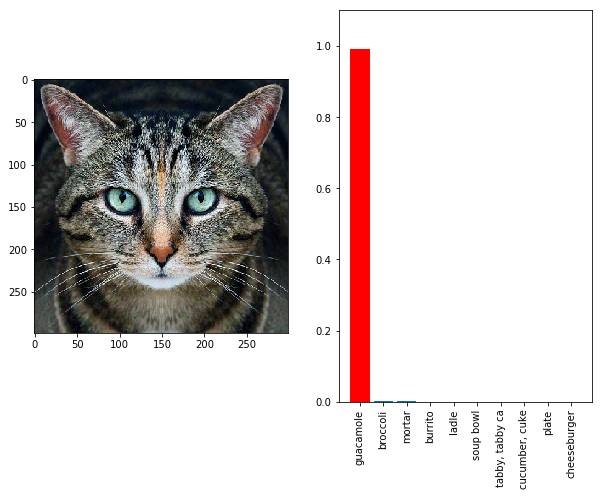 0
50
100
150
200
250
0 50 100 150 200 250
1.0
0.8
0.6
0.4
0.2
0.0
guacamole
broccoli
mortar
burrito
ladle
soup bowl
tabby, tabby ca
cucumber, cuke
plate
cheeseburger